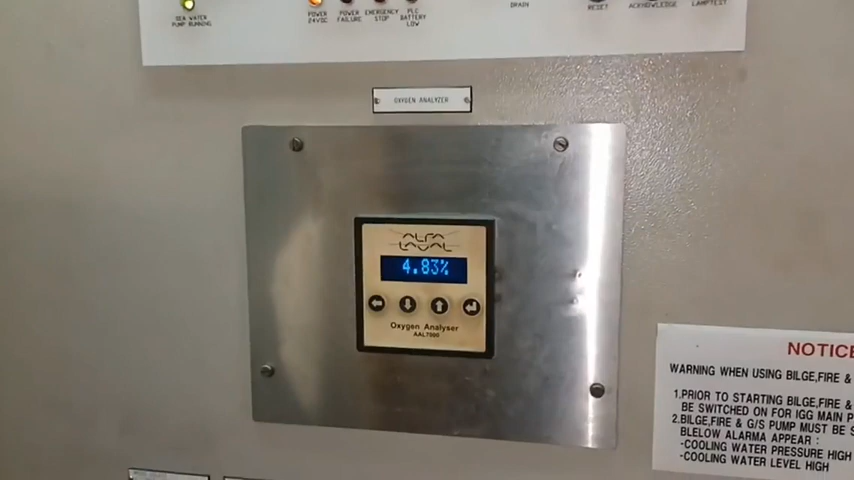 SEA WATER
PUMP RUNNING
POWER
24VDC
POWER
FAILURE
EMERGENCY
STOP
PLC
BATTERY
LOW
DRAIN
RESET
ACKNOWLEDGE
LAMPTEST
OXYGEN ANALYZER
ALFA
LAVAL
4.83%
Oxygen Analyser
AAL7000
NOTICE
WARNING WHEN USING BILGE,FIRE &
1.PRIOR TO STARTING BILGE,FIRE &
BE SWITCHED ON FOR IGG MAIN P
2.BILGE,FIRE & G/S PUMP MUST BE S
BLELOW ALARMA APPEAR :
-COOLING WATER PRESSURE HIGH
-COOLING WATER LEVEL HIGH